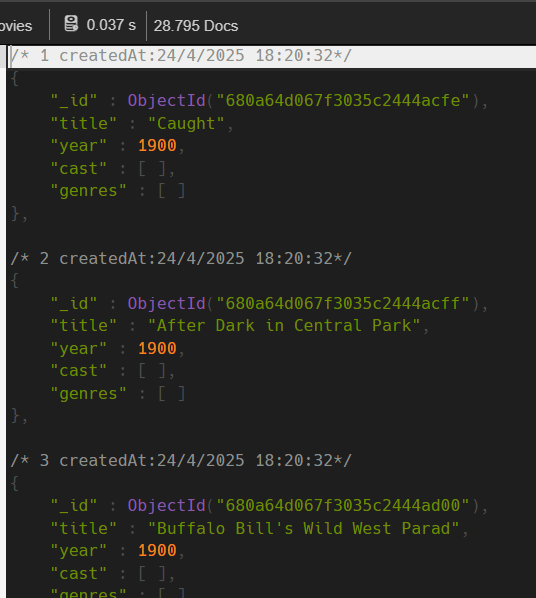 ovies 0.037 s 28.795 Docs
/* 1 createdAt:24/4/2025 18:20:32*/
{
    "_id" : ObjectId("680a64d067f3035c2444acfe"),
    "title" : "Caught",
    "year" : 1900,
    "cast" : [ ],
    "genres" : [ ]
},
/* 2 createdAt:24/4/2025 18:20:32*/
{
    "_id" : ObjectId("680a64d067f3035c2444acff"),
    "title" : "After Dark in Central Park",
    "year" : 1900,
    "cast" : [ ],
    "genres" : [ ]
},
/* 3 createdAt:24/4/2025 18:20:32*/
{
    "_id" : ObjectId("680a64d067f3035c2444ad00"),
    "title" : "Buffalo Bill's Wild West Parad",
    "year" : 1900,
    "cast" : [ ],
    "genres" : [ ]